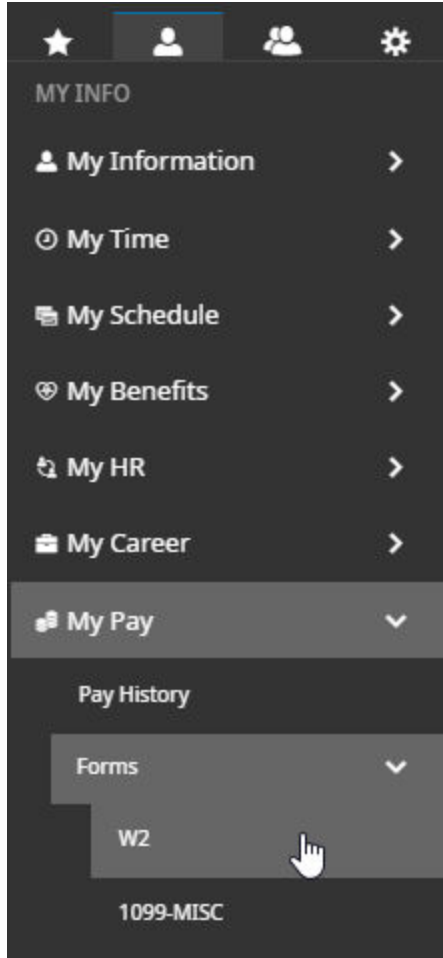 MY INFO
My Information
My Time
My Schedule
My Benefits
My HR
My Career
My Pay
Pay History
Forms
W2
1099-MISC